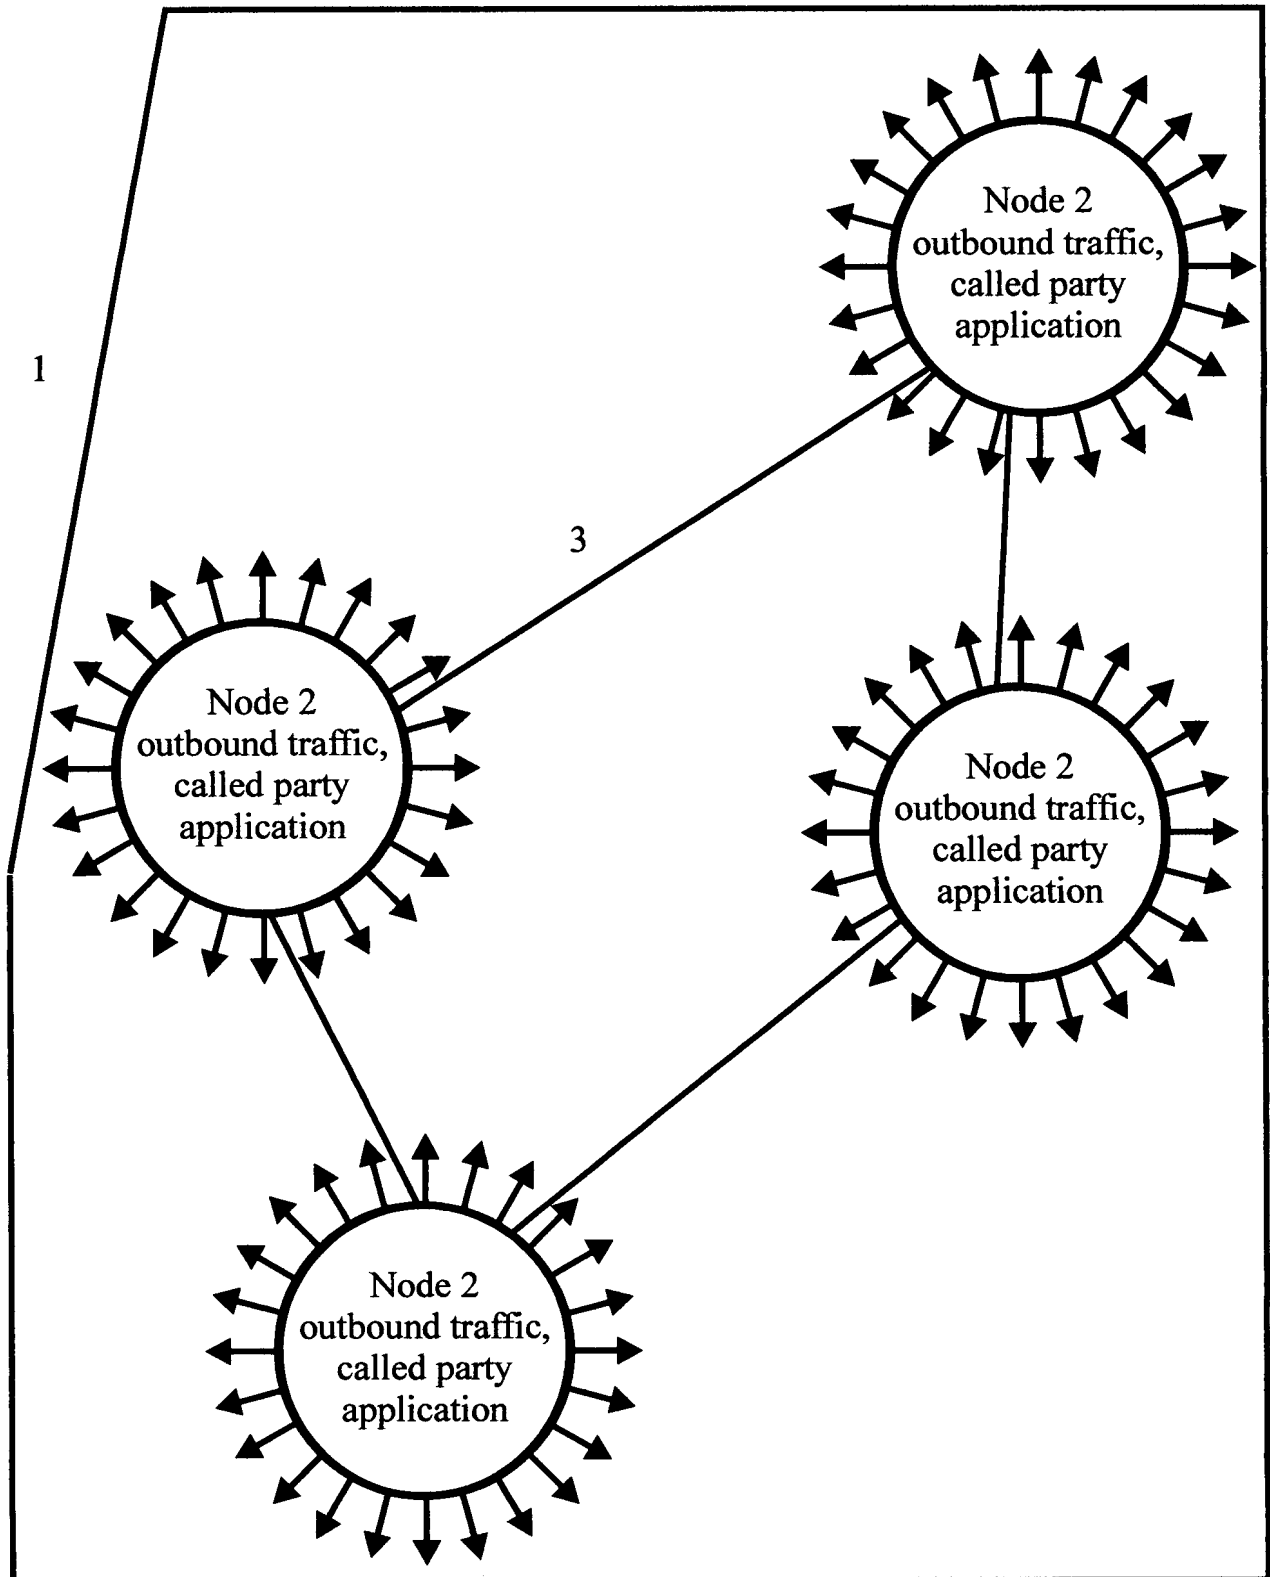 Node 2
outbound traffic,
called party
application
1
3
Node 2
outbound traffic,
called party
application
Node 2
outbound traffic,
called party
application
Node 2
outbound traffic,
called party
application